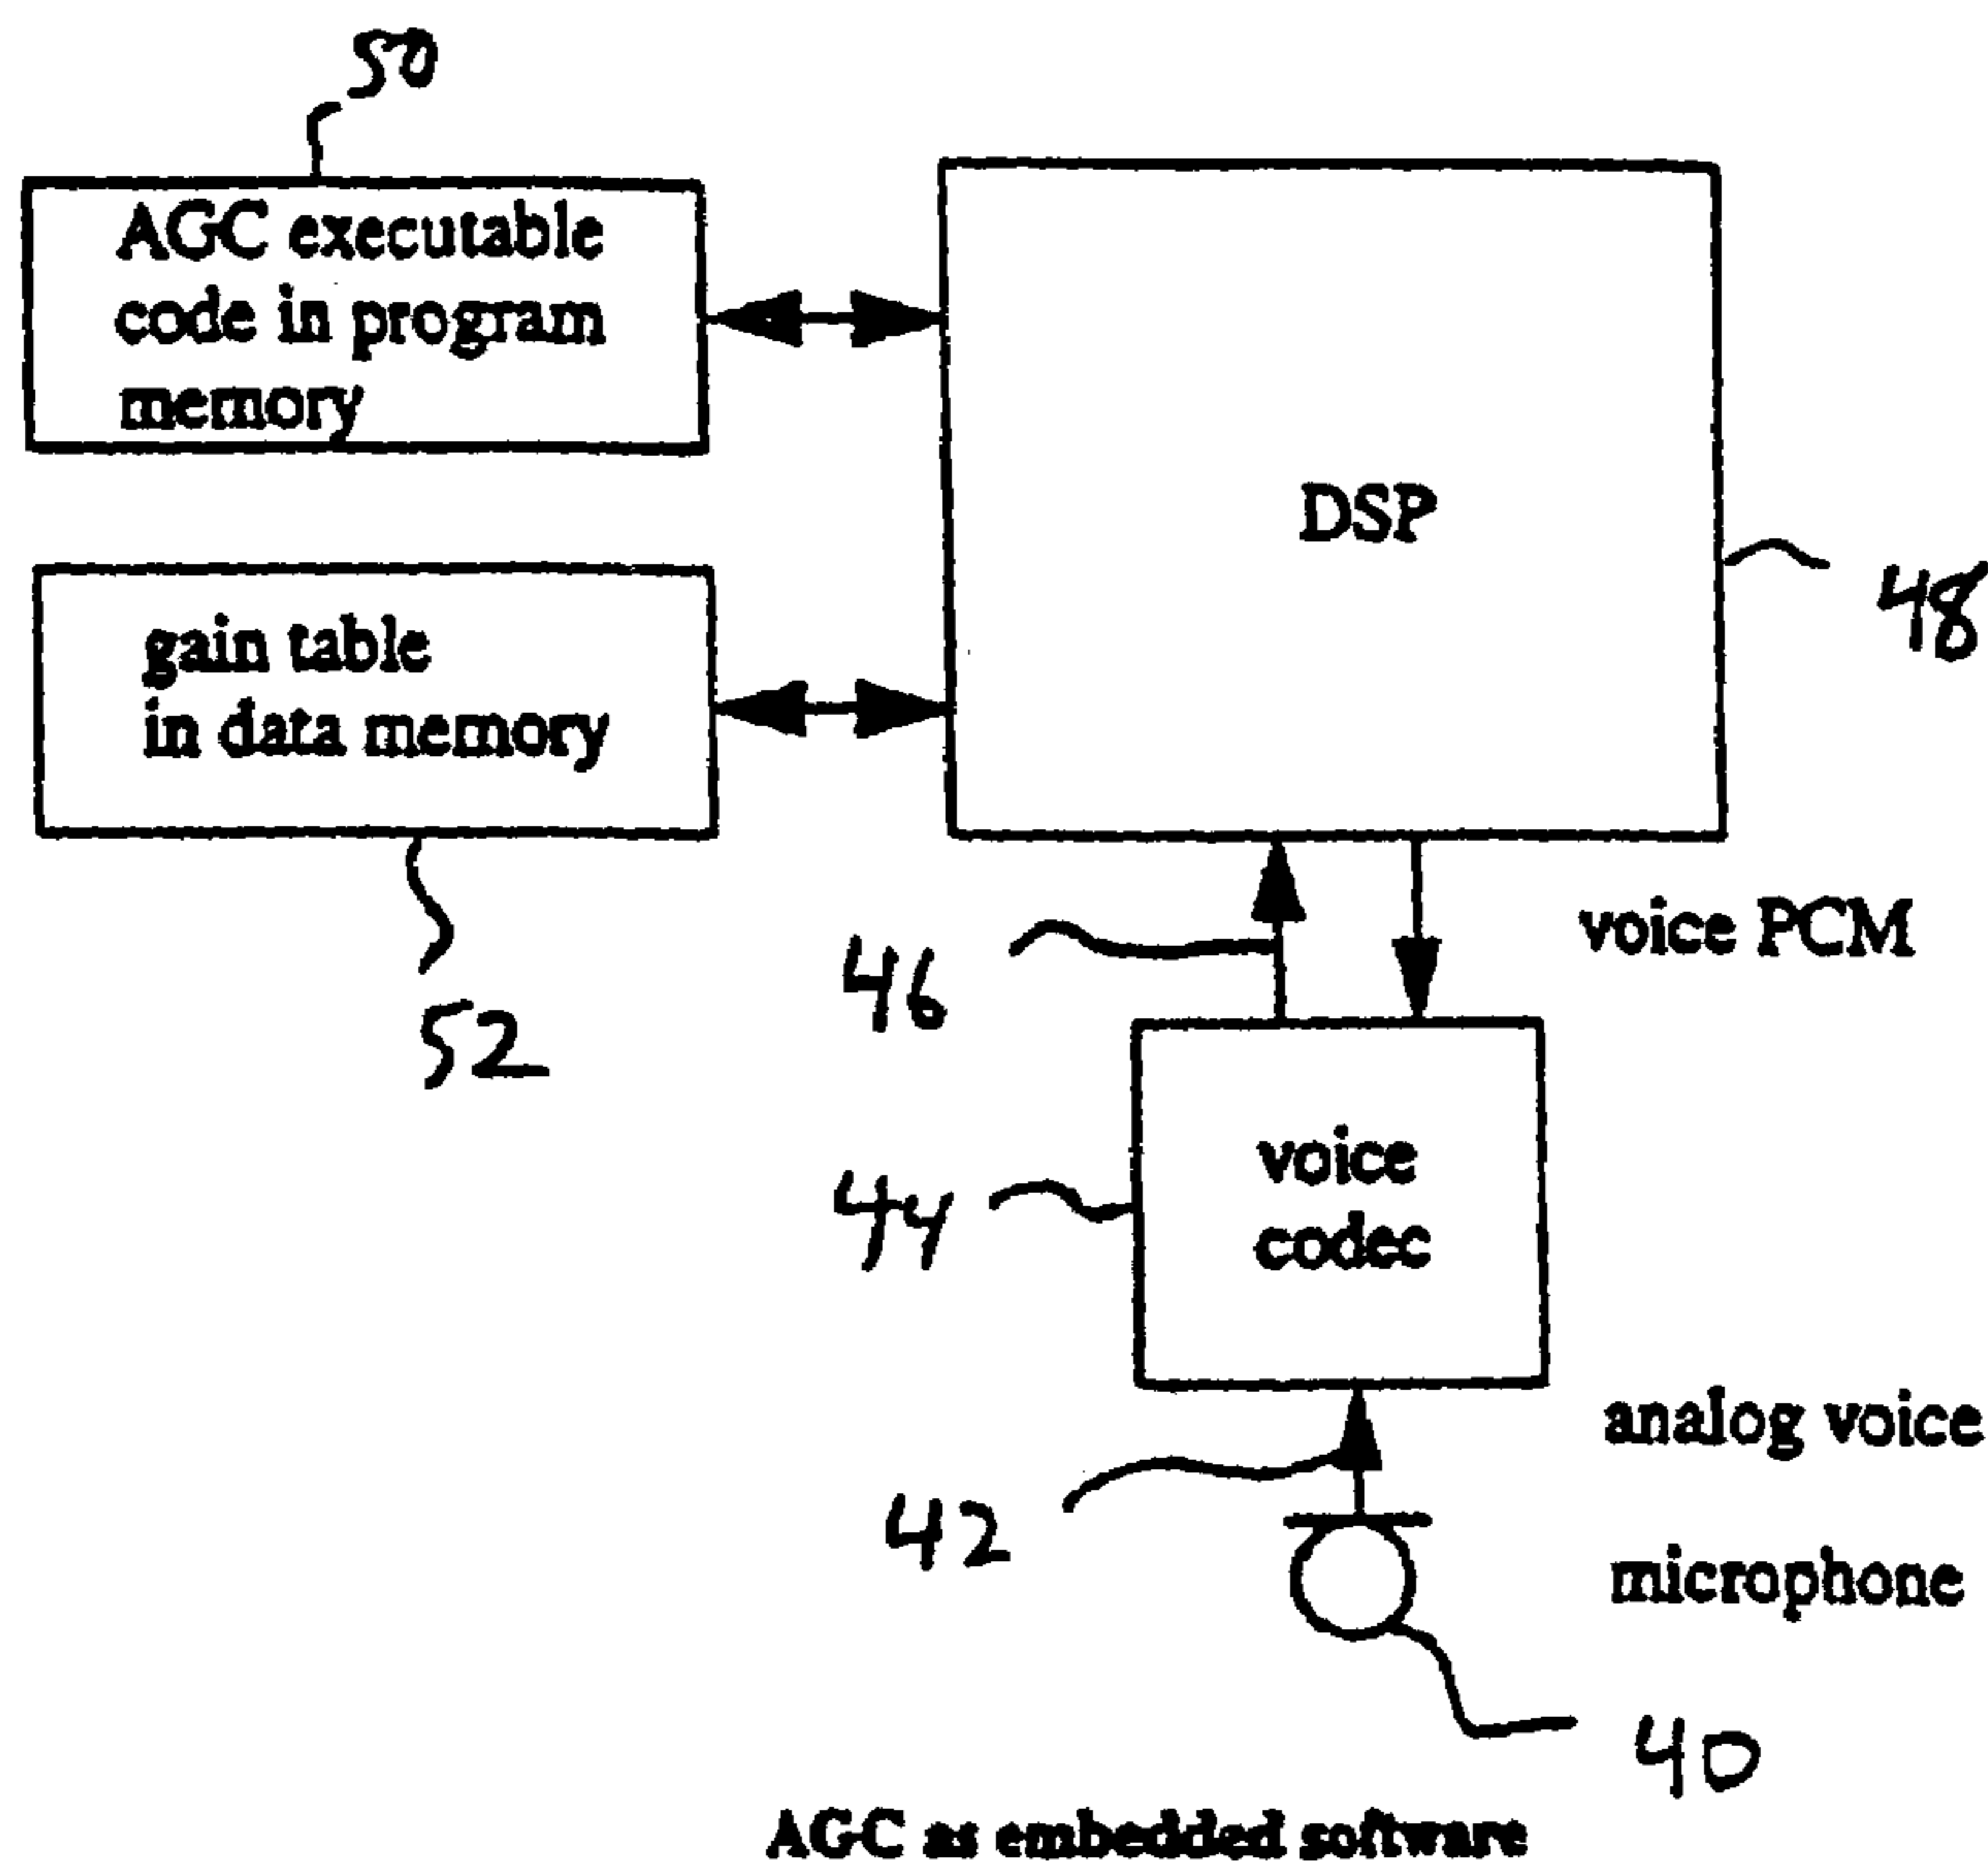 50
AGC executable
code in program
memory
DSP
48
gain table
in data memory
52
46
voice PCM
44
voice
codec
42
analog voice
microphone
40
AGC as embedded software